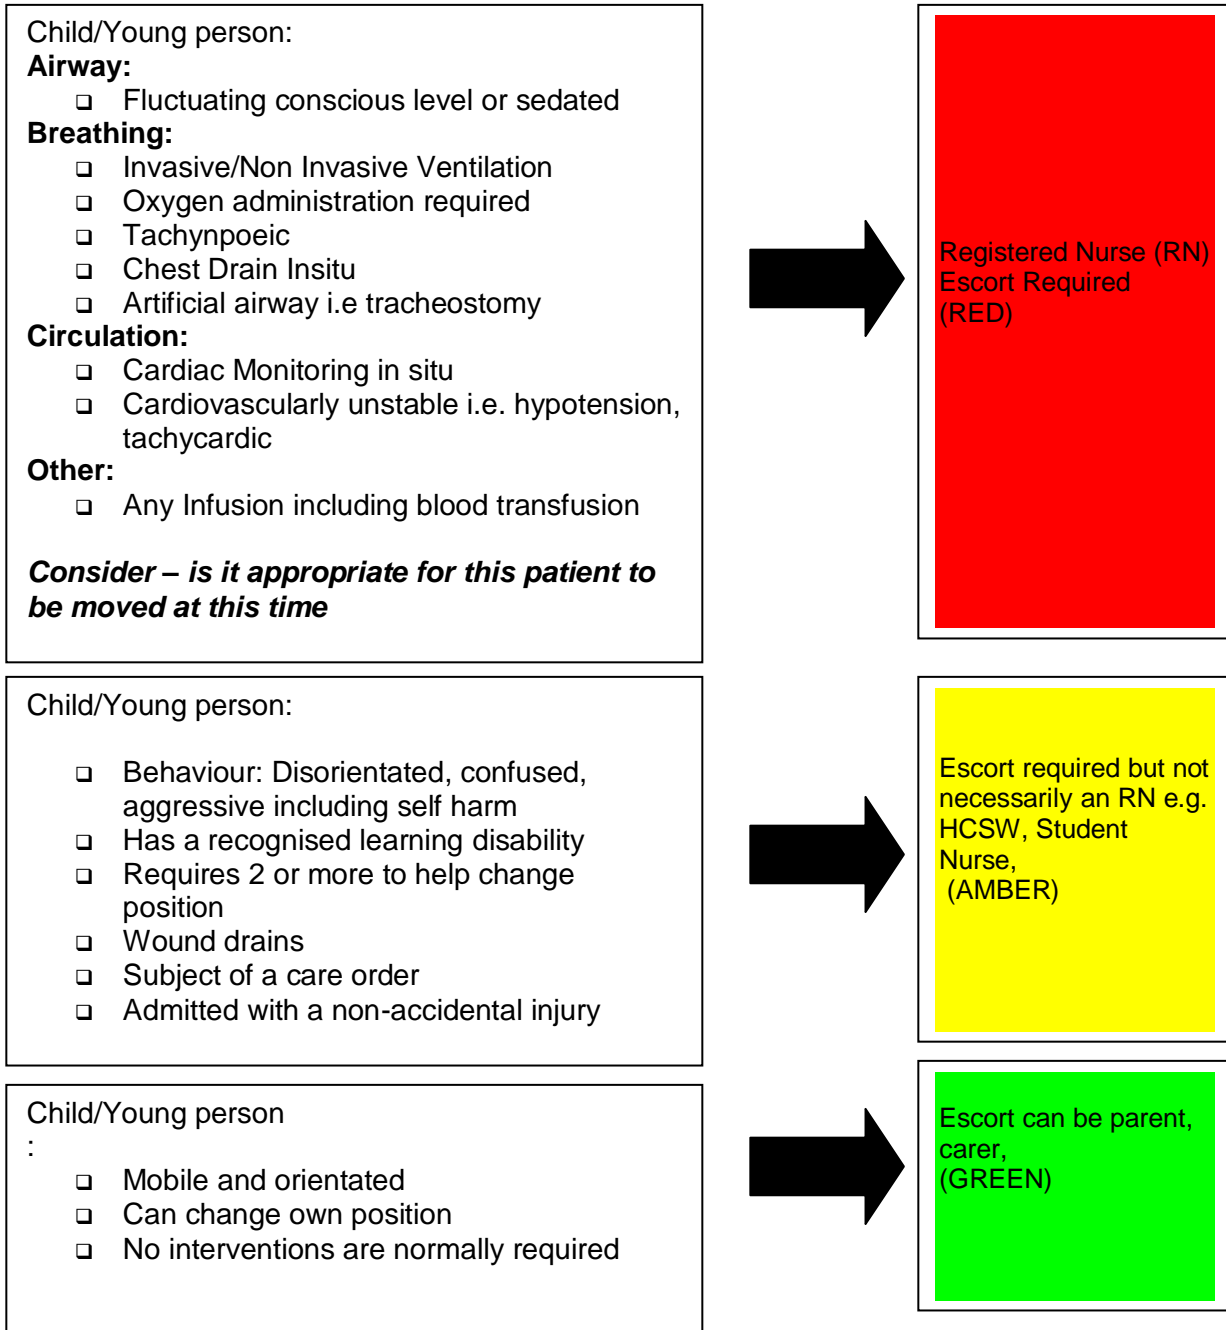 Child/Young person:
Airway:
❑ Fluctuating conscious level or sedated
Breathing:
❑ Invasive/Non Invasive Ventilation
❑ Oxygen administration required
❑ Tachynpoeic
❑ Chest Drain Insitu
❑ Artificial airway i.e tracheostomy
Circulation:
❑ Cardiac Monitoring in situ
❑ Cardiovascularly unstable i.e. hypotension,
tachycardic
Other:
❑ Any Infusion including blood transfusion
Consider – is it appropriate for this patient to
be moved at this time
Registered Nurse (RN)
Escort Required
(RED)
Child/Young person:
❑ Behaviour: Disorientated, confused,
aggressive including self harm
❑ Has a recognised learning disability
❑ Requires 2 or more to help change
position
❑ Wound drains
❑ Subject of a care order
❑ Admitted with a non-accidental injury
Escort required but not
necessarily an RN e.g.
HCSW, Student
Nurse,
(AMBER)
Child/Young person
:
❑ Mobile and orientated
❑ Can change own position
❑ No interventions are normally required
Escort can be parent,
carer,
(GREEN)